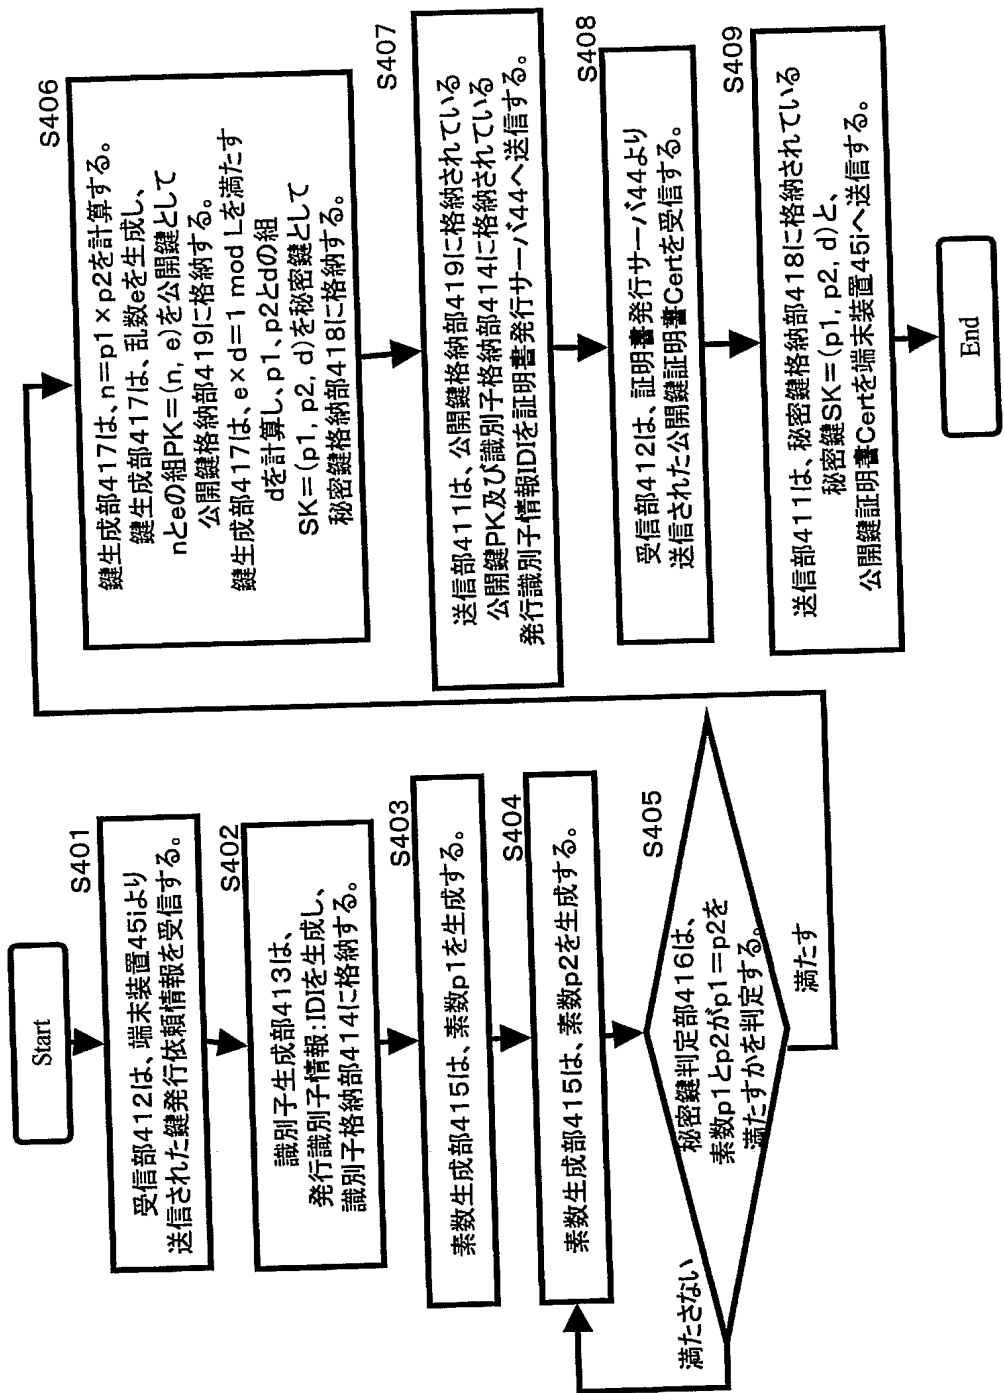 Start
S401
受信部412は、端末装置45iより
送信された鍵発行依頼情報を受信する。
S402
識別子生成部413は、
発行識別子情報:IDIを生成し、
識別子格納部414に格納する。
S403
素数生成部415は、素数p1を生成する。
S404
素数生成部415は、素数p2を生成する。
S405
秘密鍵判定部416は、
素数p1とp2がp1=p2を
満たすかを判定する。
満たさない
満たす
S406
鍵生成部417は、n=p1×p2を計算する。
鍵生成部417は、乱数eを生成し、
nとeの組PK=(n, e)を公開鍵として
公開鍵格納部419に格納する。
鍵生成部417は、e×d=1 mod Lを満たす
dを計算し、p1、p2とdの組
SK=(p1, p2, d)を秘密鍵として
秘密鍵格納部418に格納する。
S407
送信部411は、公開鍵格納部419に格納されている
公開鍵PK及び識別子格納部414に格納されている
発行識別子情報IDIを証明書発行サーバ44へ送信する。
S408
受信部412は、証明書発行サーバ44より
送信された公開鍵証明書Certを受信する。
S409
送信部411は、秘密鍵格納部418に格納されている
秘密鍵SK=(p1, p2, d)と、
公開鍵証明書Certを端末装置45iへ送信する。
End